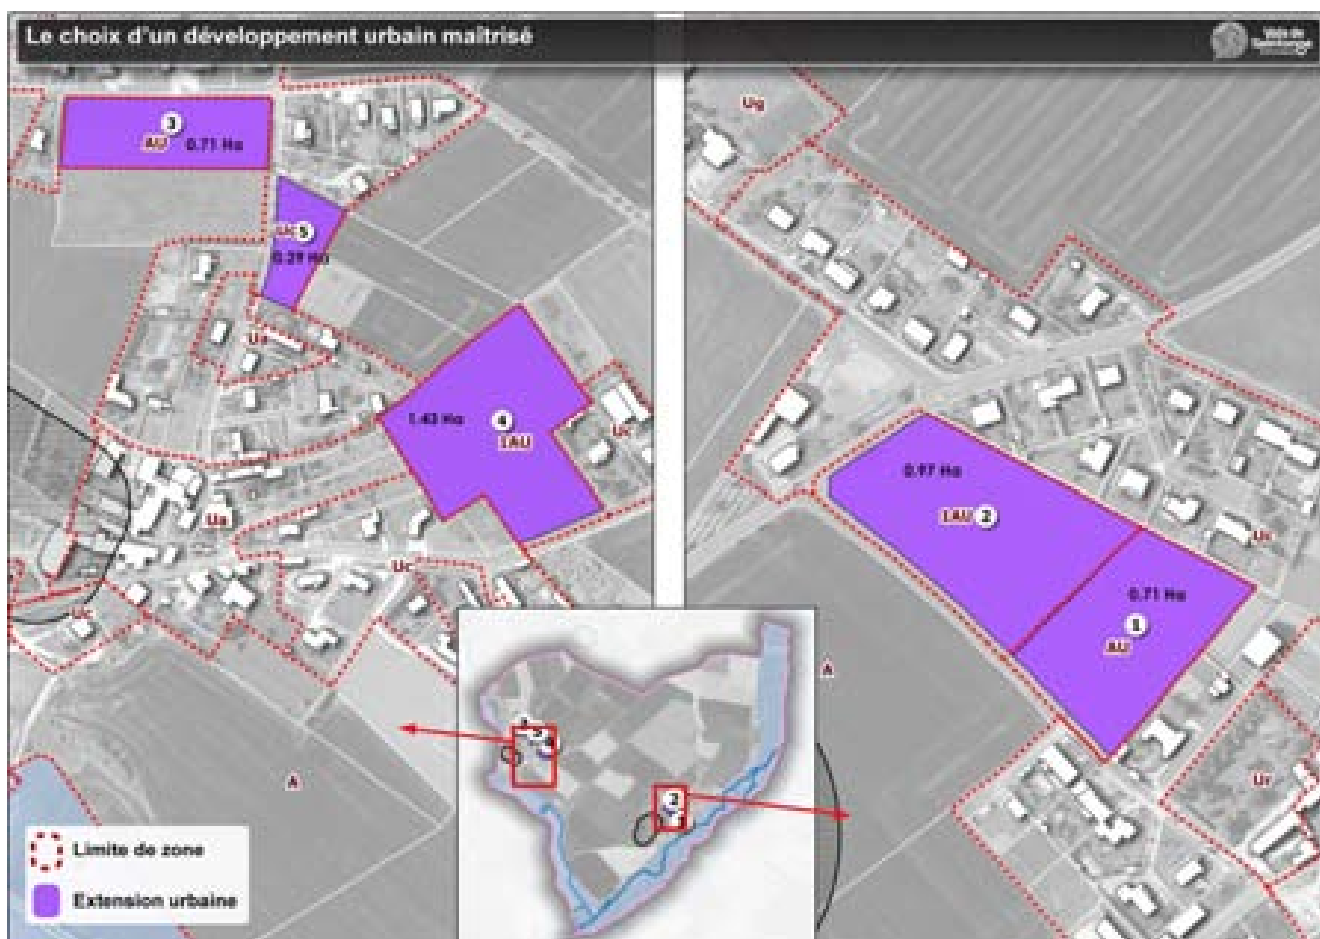 Le choix d'un développement urbain maîtrisé
3
AU
0.71 Ha
Uc
5
0.29 Ha
Ua
1.43 Ha
4
1AU
Uc
Ua
Uc
Uc
A
Limite de zone
Extension urbaine
Ug
0.97 Ha
1AU
2
Uc
0.71 Ha
1
AU
A
2